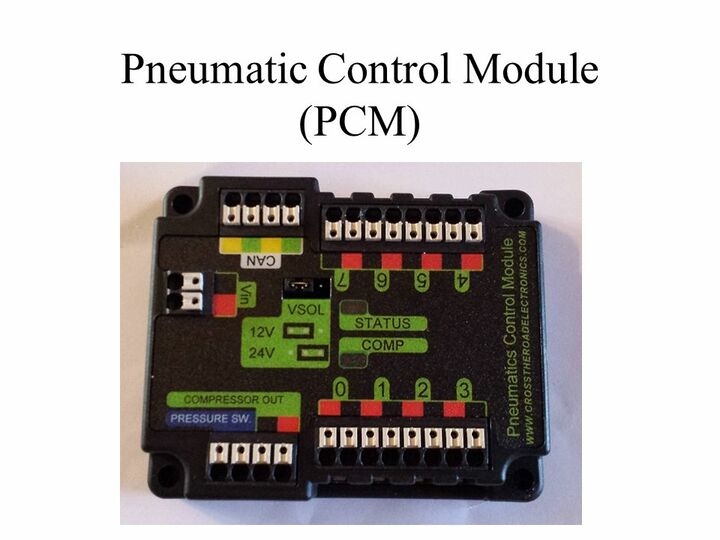 Pneumatic Control Module
(PCM)
CAN
7 6 5 4
Vin
VSOL
12V
24V
STATUS
COMP
COMPRESSOR OUT
PRESSURE SW.
0 1 2 3
Pneumatics Control Module
WWW.CROSSTHEROADELECTRONICS.COM